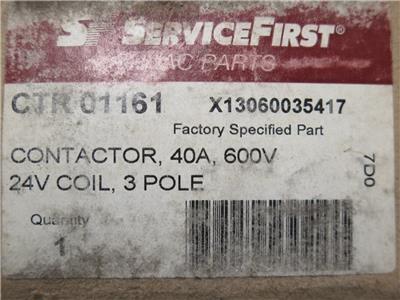 SERVICEFIRST®
HVAC PARTS
CTR 01161 X13060035417
Factory Specified Part
CONTACTOR, 40A, 600V
24V COIL, 3 POLE
7D0
Quantity
1